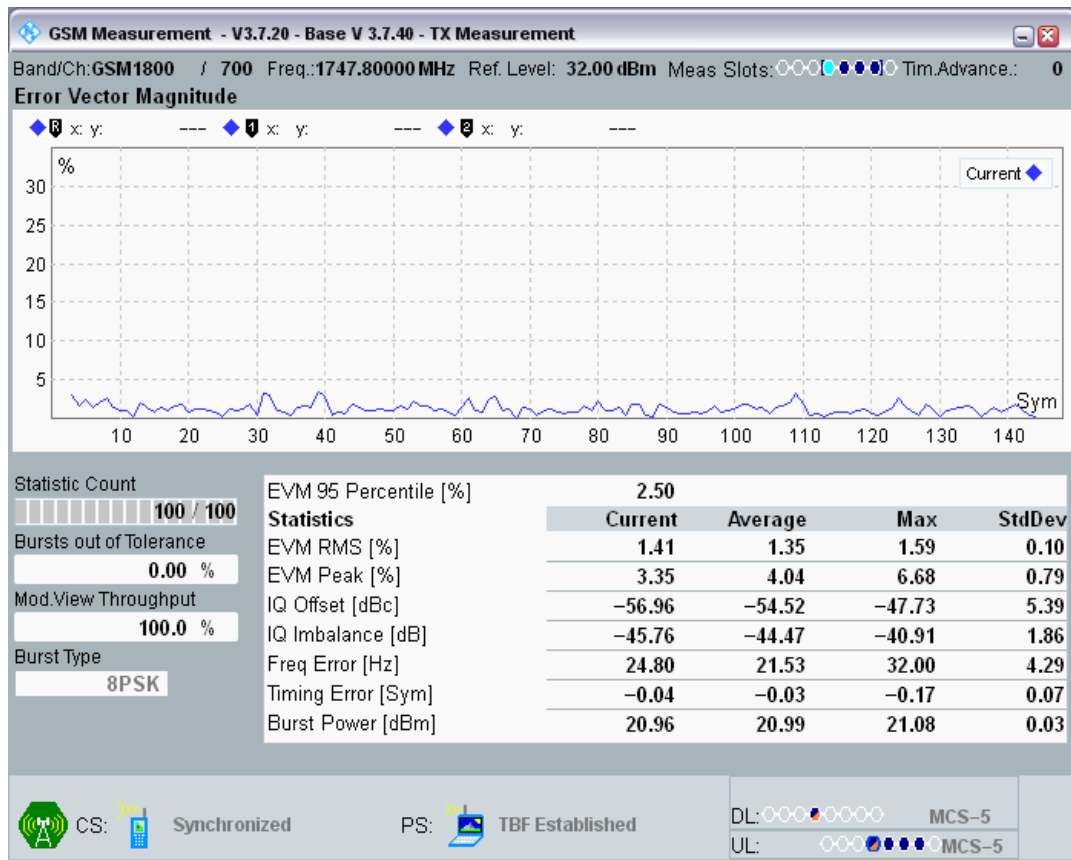 GSM Measurement - V3.7.20 - Base V 3.7.40 - TX Measurement
Band/Ch:GSM1800 / 700 Freq.:1747.80000 MHz Ref. Level: 32.00 dBm Meas Slots: Tim.Advance.: 0
Error Vector Magnitude
R x: y: --- 1 x: y: --- 2 x: y: ---
%
Current
30
25
20
15
10
5
Sym
10 20 30 40 50 60 70 80 90 100 110 120 130 140
Statistic Count
100 / 100
Bursts out of Tolerance
0.00 %
Mod.View Throughput
100.0 %
Burst Type
8PSK
EVM 95 Percentile [%] 2.50
Statistics Current Average Max StdDev
EVM RMS [%] 1.41 1.35 1.59 0.10
EVM Peak [%] 3.35 4.04 6.68 0.79
IQ Offset [dBc] −56.96 −54.52 −47.73 5.39
IQ Imbalance [dB] −45.76 −44.47 −40.91 1.86
Freq Error [Hz] 24.80 21.53 32.00 4.29
Timing Error [Sym] −0.04 −0.03 −0.17 0.07
Burst Power [dBm] 20.96 20.99 21.08 0.03
CS: Synchronized PS: TBF Established
DL: MCS−5
UL: MCS−5